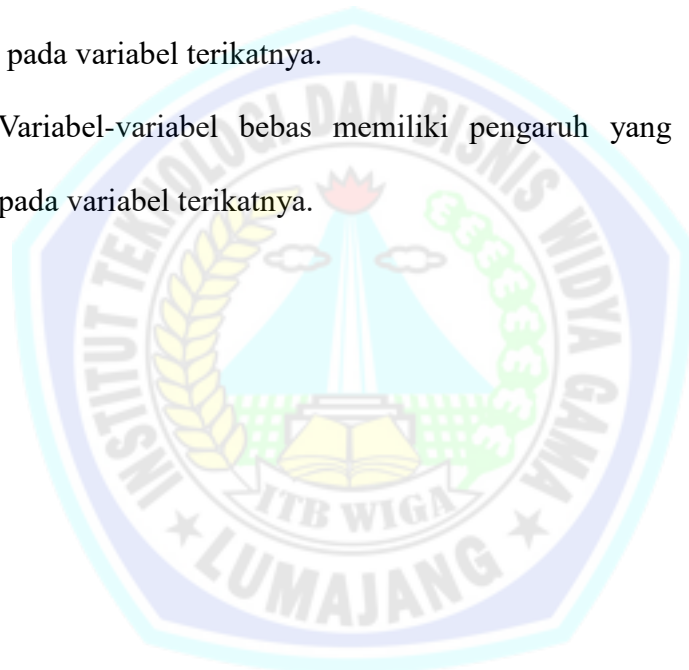 pada variabel terikatnya.
Variabel-variabel bebas memiliki pengaruh yang
pada variabel terikatnya.
INSTITUT TEKNOLOGI DAN BISNIS WIDYA GAMA
ITB WIGA
LUMAJANG